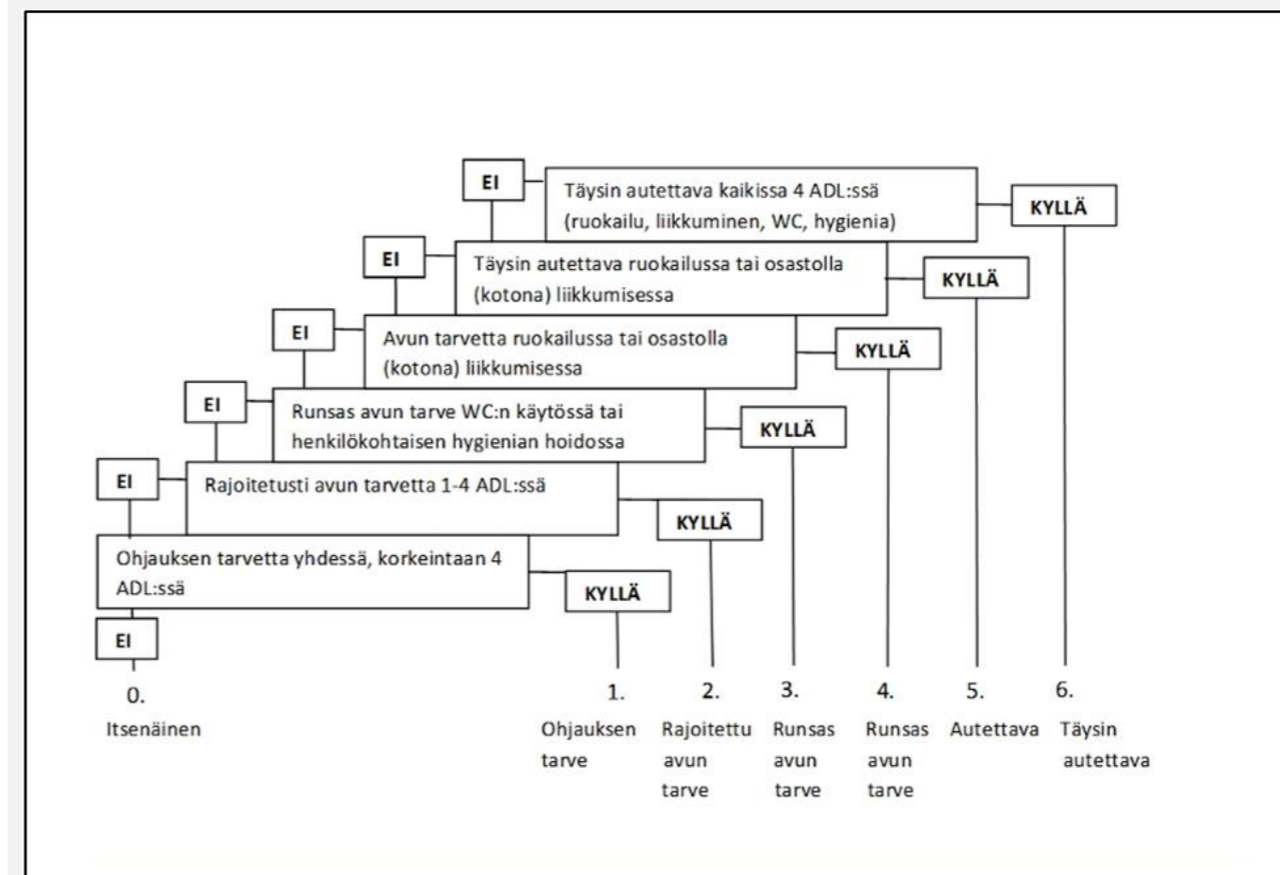 EI
Täysin autettava kaikissa 4 ADL:ssä
(ruokailu, liikkuminen, WC, hygienia)
KYLLÄ
EI
Täysin autettava ruokailussa tai osastolla
(kotona) liikkumisessa
KYLLÄ
EI
Avun tarvetta ruokailussa tai osastolla
(kotona) liikkumisessa
KYLLÄ
EI
Runsas avun tarve WC:n käytössä tai
henkilökohtaisen hygienian hoidossa
KYLLÄ
EI
Rajoitetusti avun tarvetta 1-4 ADL:ssä
KYLLÄ
Ohjauksen tarvetta yhdessä, korkeintaan 4
ADL:ssä
KYLLÄ
EI
0.
Itsenäinen
1.
Ohjauksen
tarve
2.
Rajoitettu
avun
tarve
3.
Runsas
avun
tarve
4.
Runsas
avun
tarve
5.
Autettava
6.
Täysin
autettava